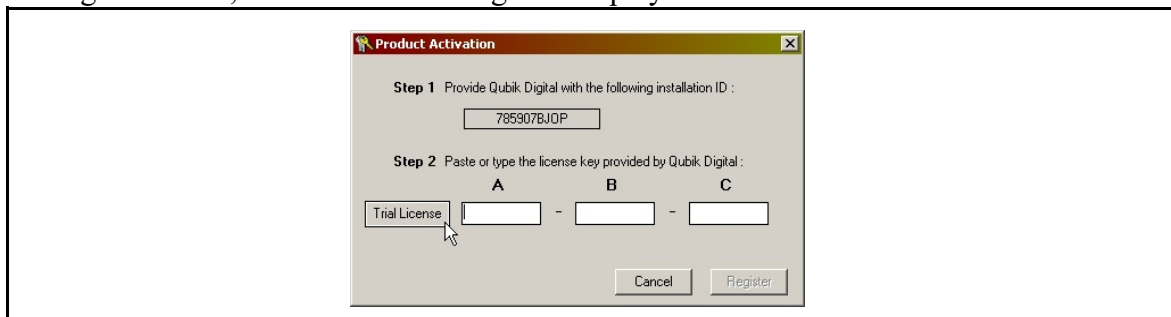 Product Activation
Step 1 Provide Qubik Digital with the following installation ID :
785907BJOP
Step 2 Paste or type the license key provided by Qubik Digital :
A B C
Trial License - -
Cancel Register